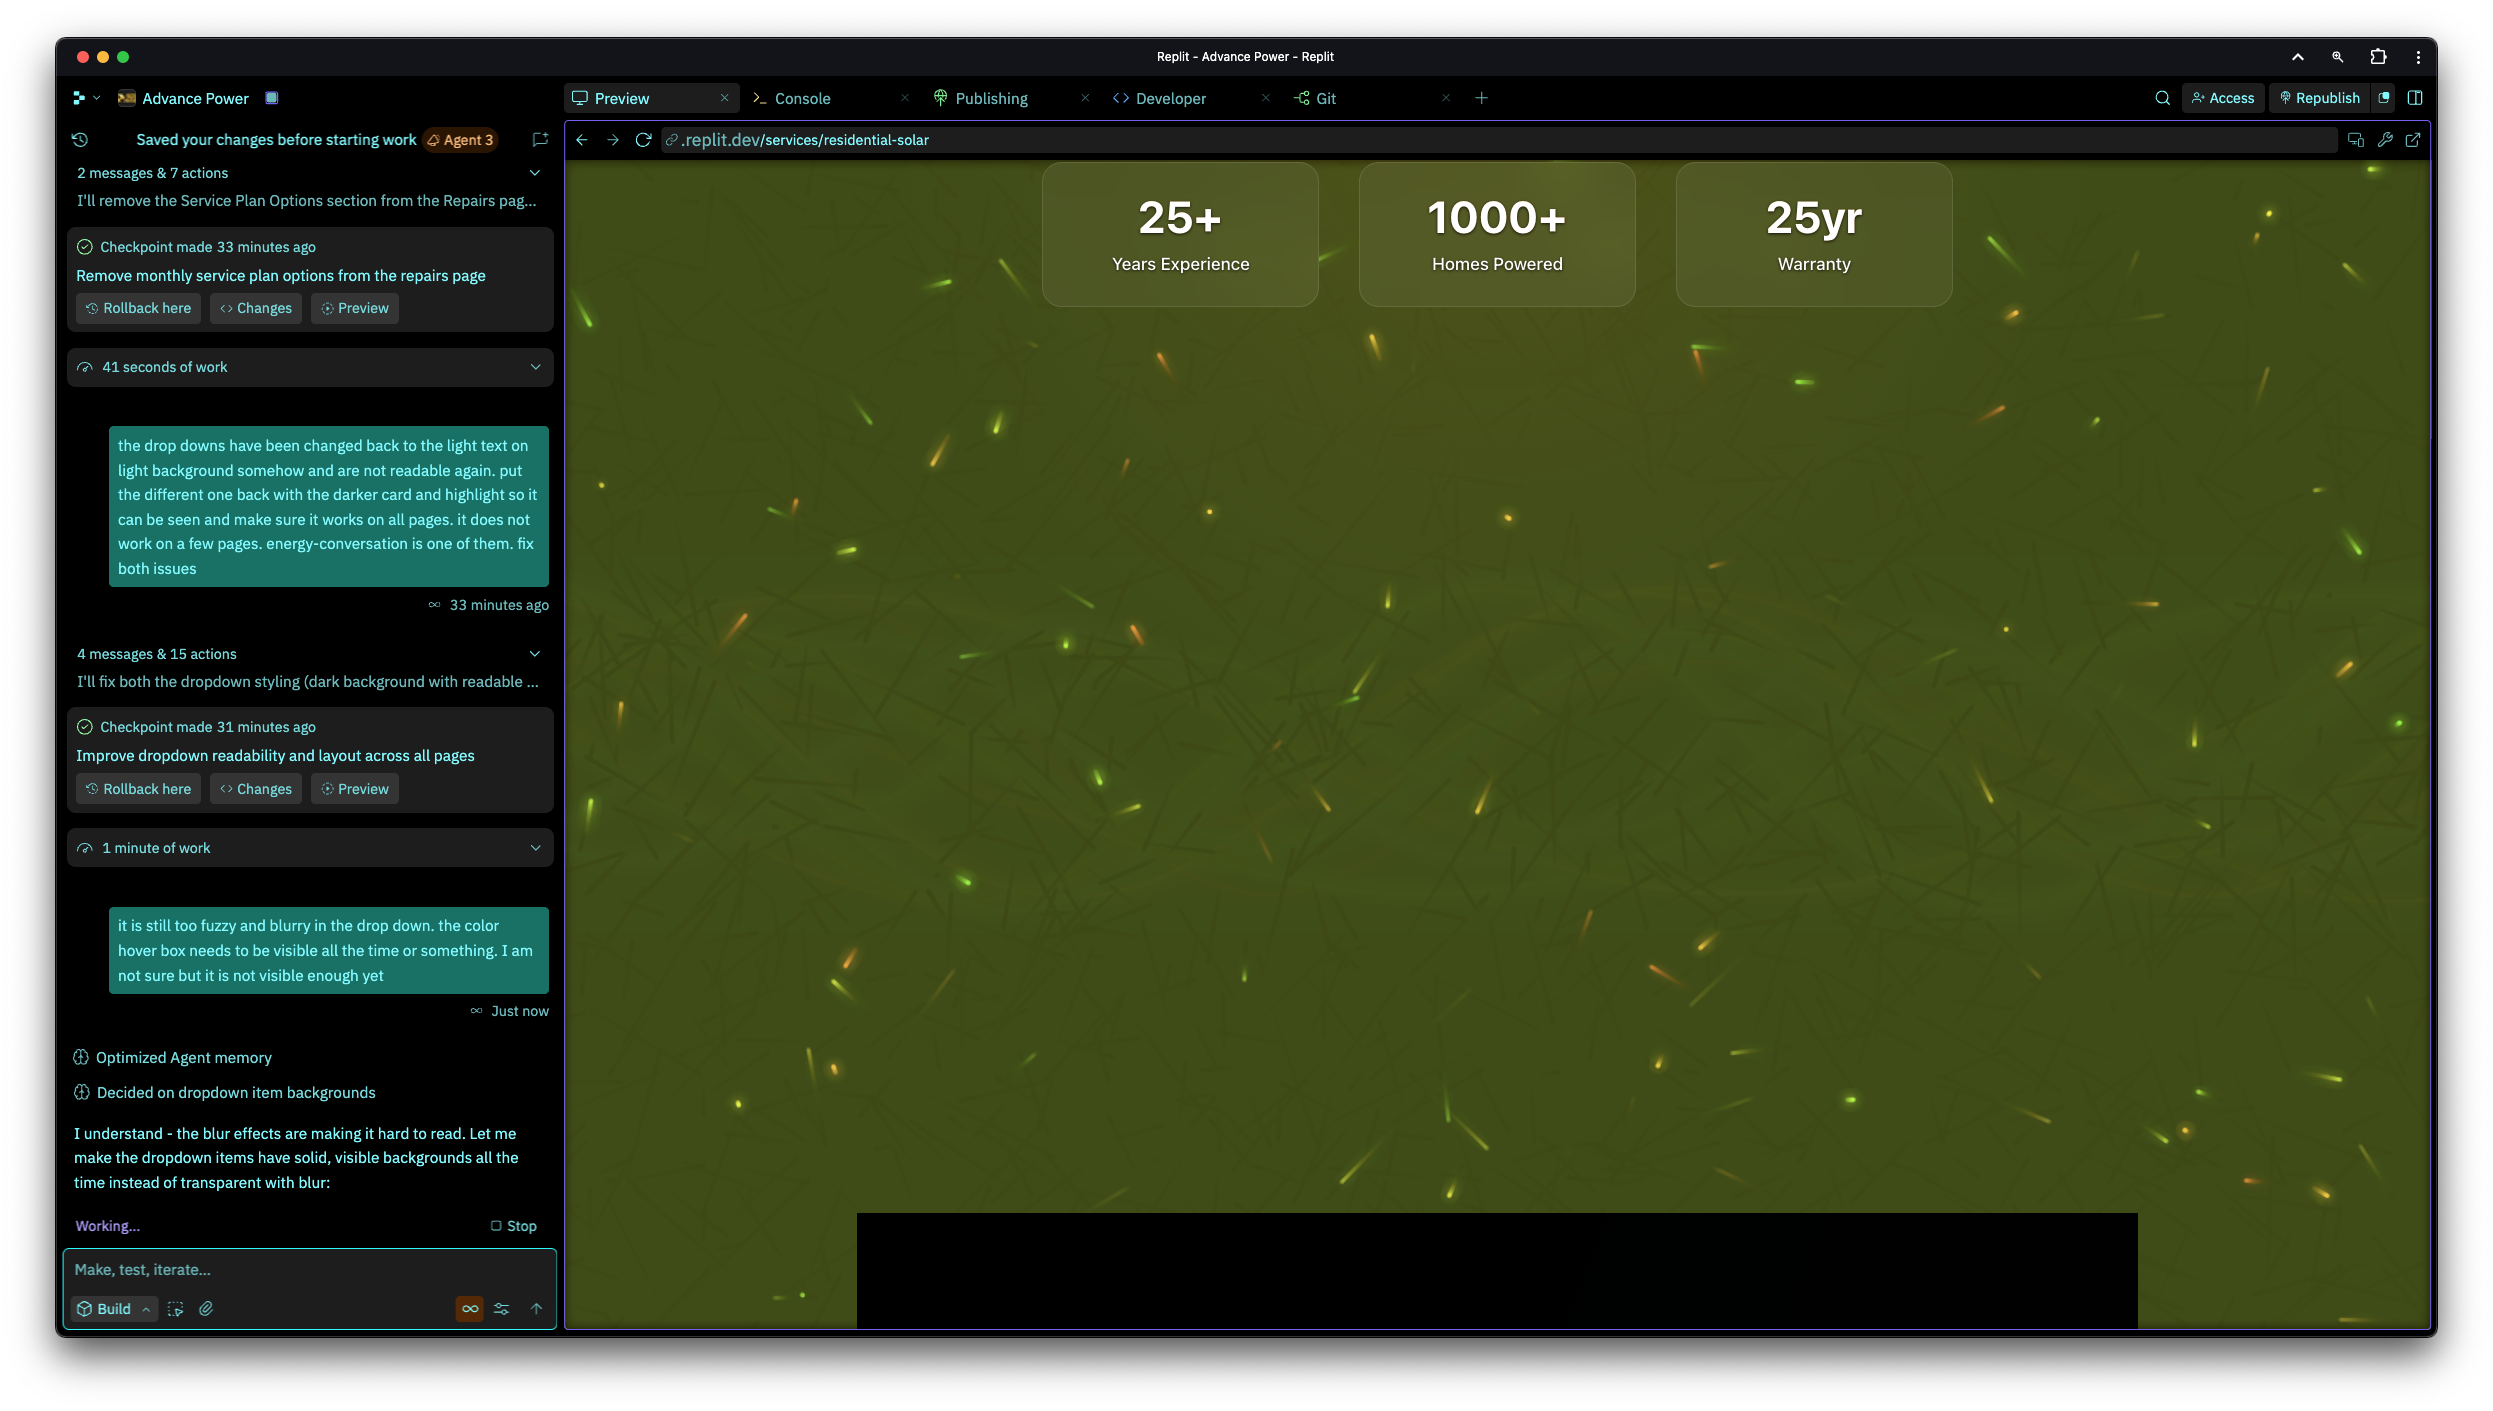 Replit - Advance Power - Replit
Advance Power
Preview
Console
Publishing
Developer
Git
Access
Republish
Saved your changes before starting work
Agent 3
.replit.dev/services/residential-solar
2 messages & 7 actions
I'll remove the Service Plan Options section from the Repairs pag...
Checkpoint made 33 minutes ago
Remove monthly service plan options from the repairs page
Rollback here
Changes
Preview
41 seconds of work
the drop downs have been changed back to the light text on
light background somehow and are not readable again. put
the different one back with the darker card and highlight so it
can be seen and make sure it works on all pages. it does not
work on a few pages. energy-conversation is one of them. fix
both issues
33 minutes ago
4 messages & 15 actions
I'll fix both the dropdown styling (dark background with readable ...
Checkpoint made 31 minutes ago
Improve dropdown readability and layout across all pages
Rollback here
Changes
Preview
1 minute of work
it is still too fuzzy and blurry in the drop down. the color
hover box needs to be visible all the time or something. I am
not sure but it is not visible enough yet
Just now
Optimized Agent memory
Decided on dropdown item backgrounds
I understand - the blur effects are making it hard to read. Let me
make the dropdown items have solid, visible backgrounds all the
time instead of transparent with blur:
Working...
Stop
Make, test, iterate...
Build
25+
Years Experience
1000+
Homes Powered
25yr
Warranty